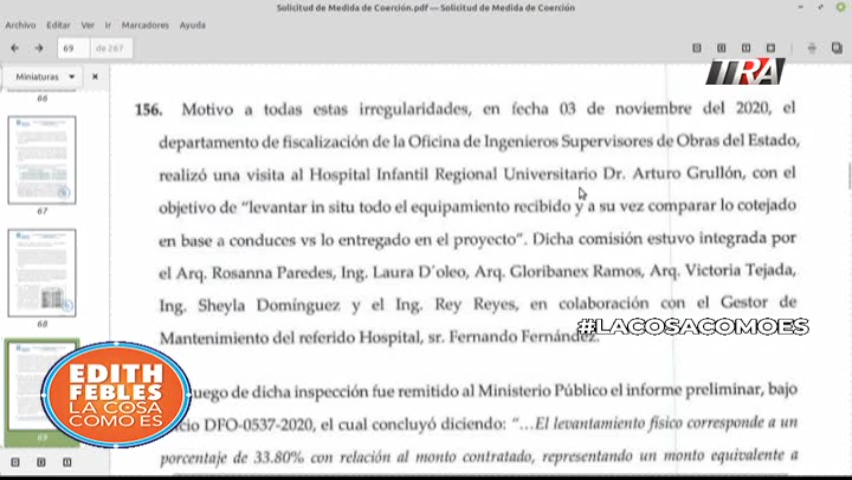 Solicitud de Medida de Coerción.pdf — Solicitud de Medida de Coerción
Archivo Editar Ver Ir Marcadores Ayuda
69 de 267
Miniaturas
TRA
66
67
68
69
156. Motivo a todas estas irregularidades, en fecha 03 de noviembre del 2020, el
departamento de fiscalización de la Oficina de Ingenieros Supervisores de Obras del Estado,
realizó una visita al Hospital Infantil Regional Universitario Dr. Arturo Grullón, con el
objetivo de "levantar in situ todo el equipamiento recibido y a su vez comparar lo cotejado
en base a conduces vs lo entregado en el proyecto". Dicha comisión estuvo integrada por
el Arq. Rosanna Paredes, Ing. Laura D´oleo, Arq. Gloribanex Ramos, Arq. Victoria Tejada,
Ing. Sheyla Domínguez y el Ing. Rey Reyes, en colaboración con el Gestor de
Mantenimiento del referido Hospital, sr. Fernando Fernández.
#LACOSACOMOES
uego de dicha inspección fue remitido al Ministerio Público el informe preliminar, bajo
cio DFO-0537-2020, el cual concluyó diciendo: "…El levantamiento físico corresponde a un
porcentaje de 33.80% con relación al monto contratado, representando un monto equivalente a
EDITH
FEBLES
LA COSA
COMO ES